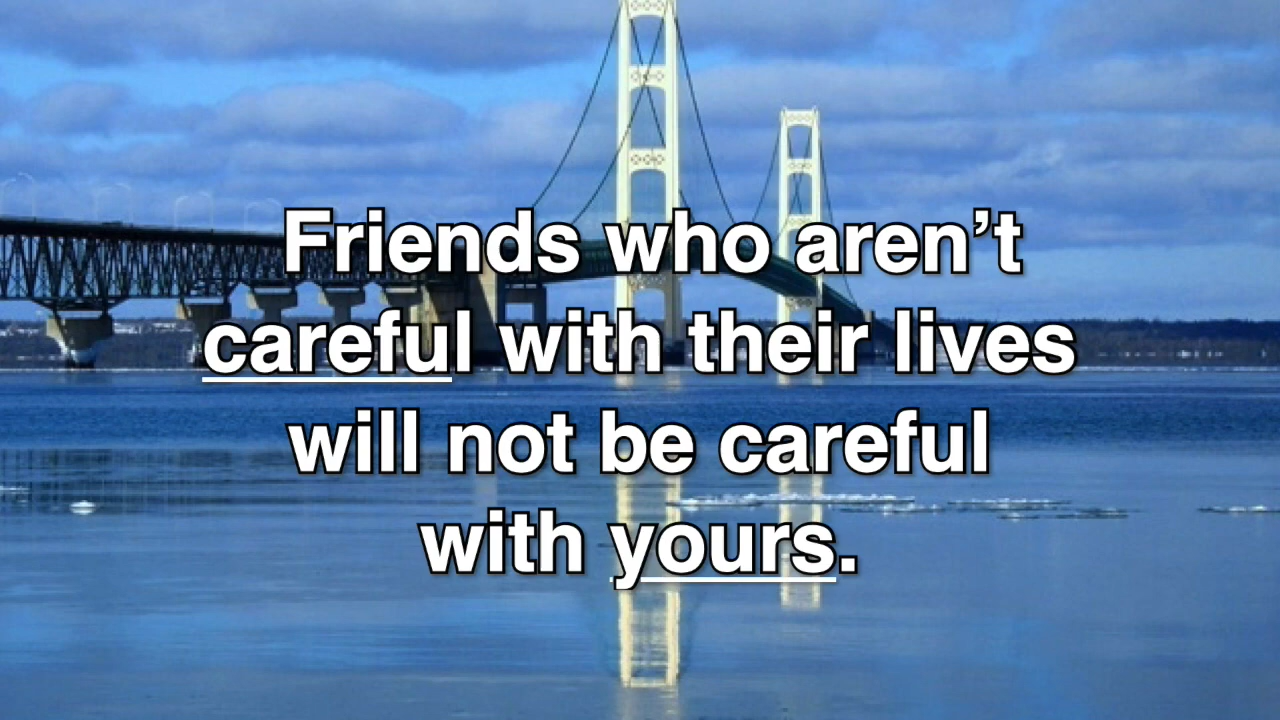 Friends who aren’t
careful with their lives
will not be careful
with yours.